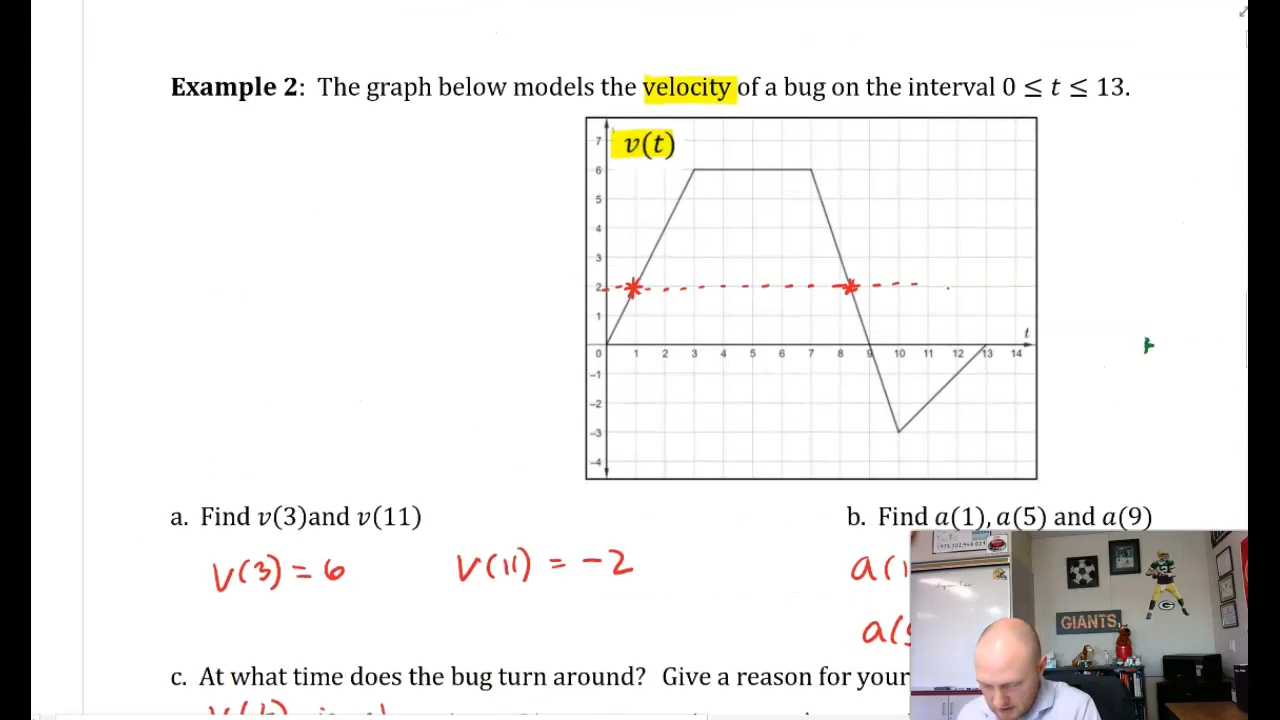 Example 2: The graph below models the velocity of a bug on the interval 0 ≤ t ≤ 13.
v(t)
7
6
5
4
3
2
1
0 1 2 3 4 5 6 7 8 9 10 11 12 13 14
t
−1
−2
−3
−4
a. Find v(3)and v(11)
b. Find a(1), a(5) and a(9)
v(3) = 6
v(11) = -2
a(1
a(5
GIANTS
G
c. At what time does the bug turn around? Give a reason for your